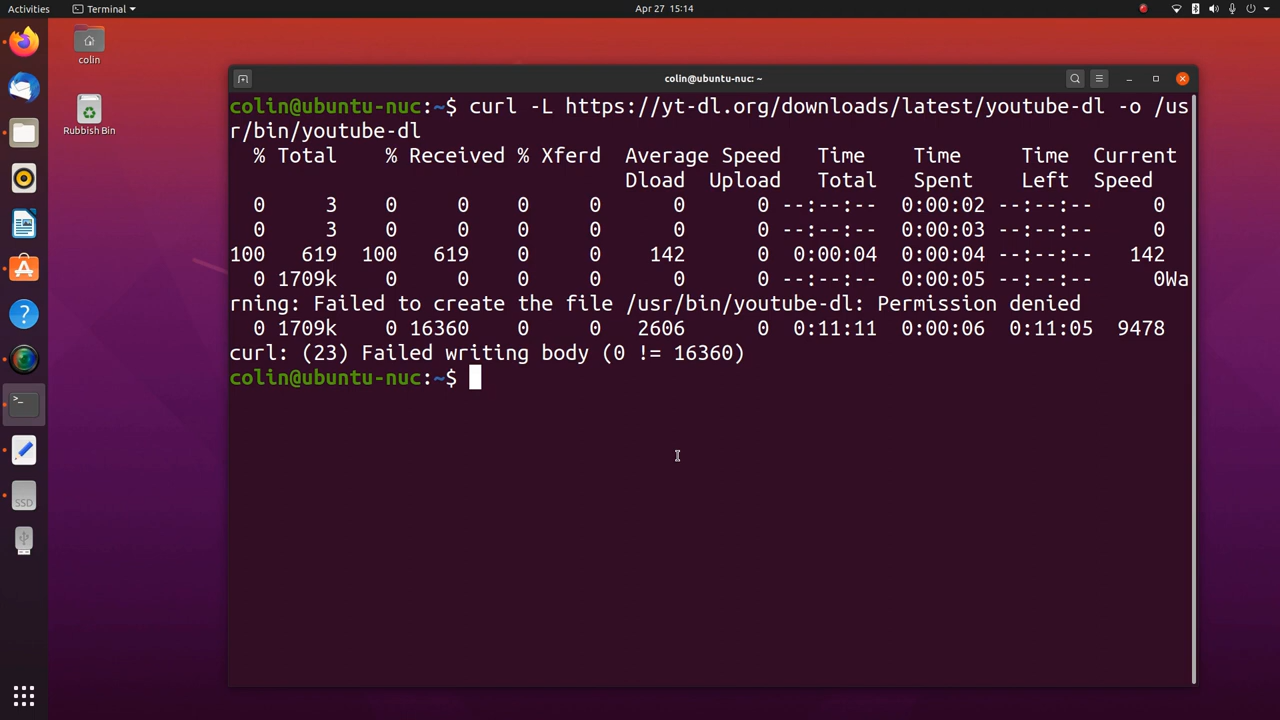 Activities
Terminal
Apr 27 15:14
colin
Rubbish Bin
colin@ubuntu-nuc: ~
colin@ubuntu-nuc:~$ curl -L https://yt-dl.org/downloads/latest/youtube-dl -o /us
r/bin/youtube-dl
% Total % Received % Xferd Average Speed Time Time Time Current
Dload Upload Total Spent Left Speed
0 3 0 0 0 0 0 0 --:--:-- 0:00:02 --:--:-- 0
0 3 0 0 0 0 0 0 --:--:-- 0:00:03 --:--:-- 0
100 619 100 619 0 0 142 0 0:00:04 0:00:04 --:--:-- 142
0 1709k 0 0 0 0 0 0 --:--:-- 0:00:05 --:--:-- 0Wa
rning: Failed to create the file /usr/bin/youtube-dl: Permission denied
0 1709k 0 16360 0 0 2606 0 0:11:11 0:00:06 0:11:05 9478
curl: (23) Failed writing body (0 != 16360)
colin@ubuntu-nuc:~$
SSD